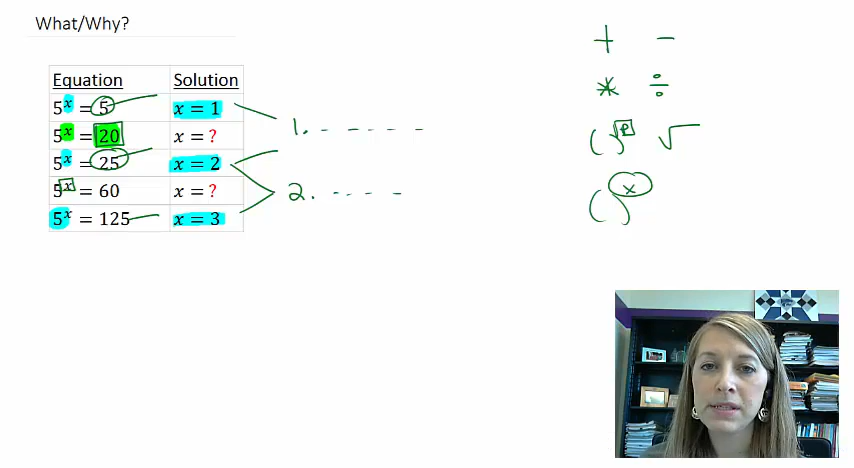 What/Why?
Equation Solution
5^x = 5 x = 1
5^x = 20 x = ?
5^x = 25 x = 2
5^x = 60 x = ?
5^x = 125 x = 3
1. - - - - -
2. - - - -
+ −
* ÷
( )^2 √
( )^x